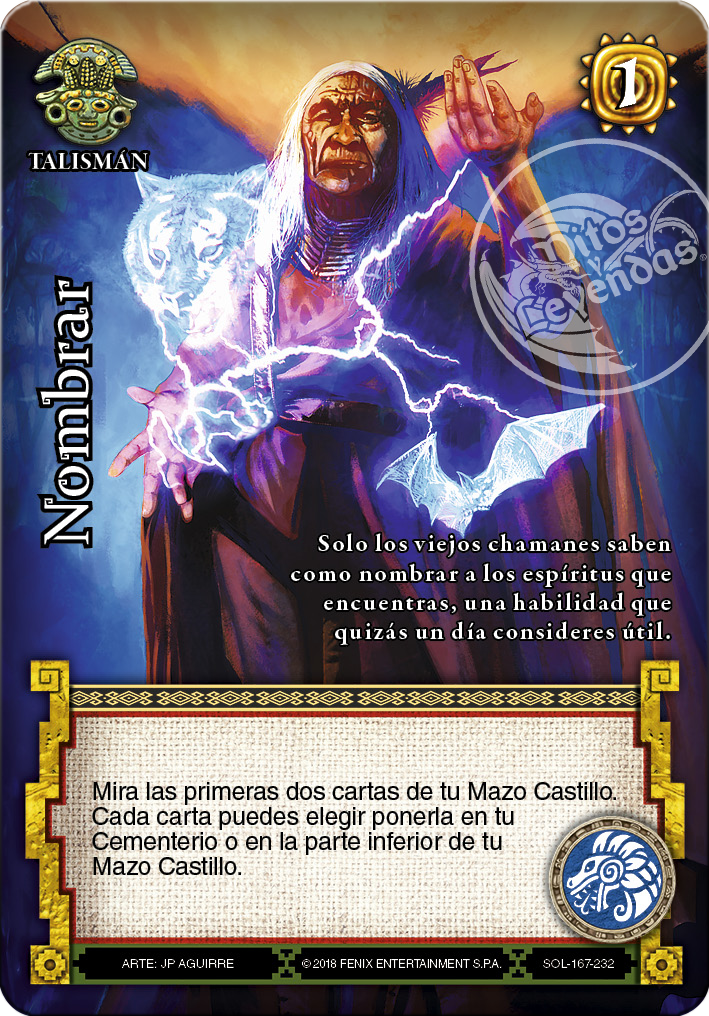 TALISMÁN
1
Mitos
y
Leyendas®
Nombrar
Solo los viejos chamanes saben
como nombrar a los espíritus que
encuentras, una habilidad que
quizás un día consideres útil.
Mira las primeras dos cartas de tu Mazo Castillo.
Cada carta puedes elegir ponerla en tu
Cementerio o en la parte inferior de tu
Mazo Castillo.
ARTE: JP AGUIRRE
© 2018 FENIX ENTERTAINMENT S.P.A.
SOL-167-232